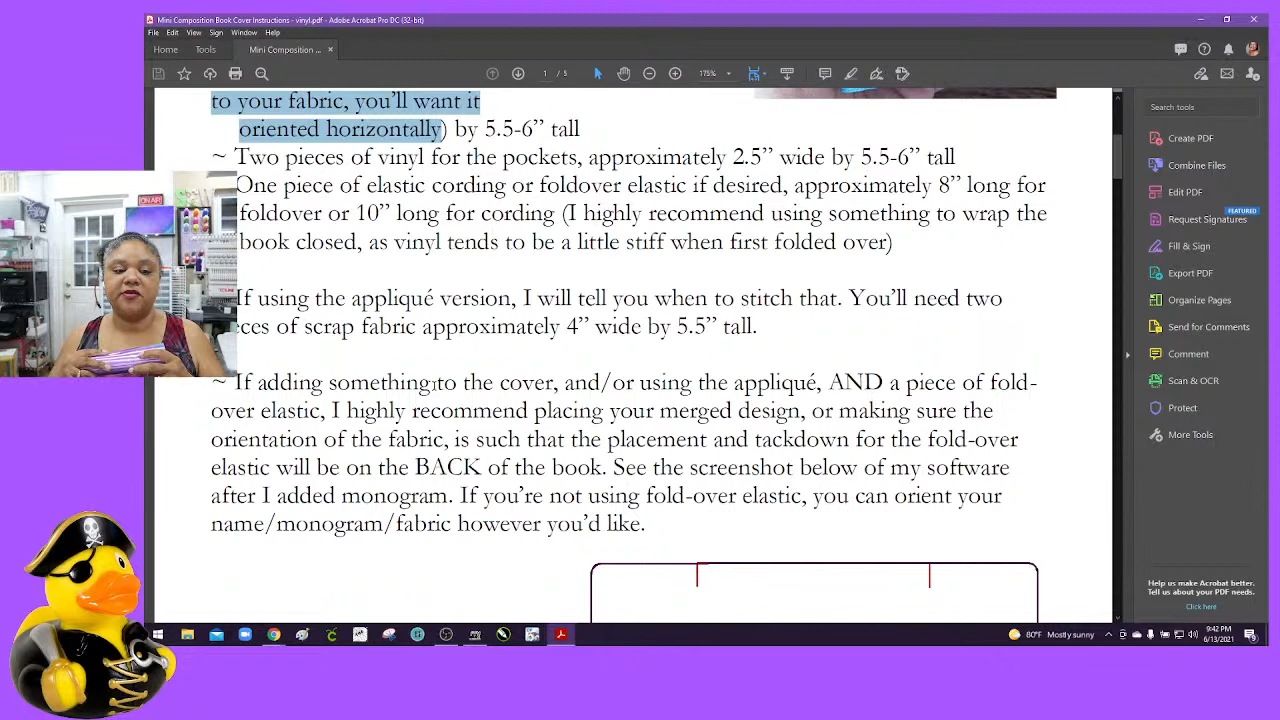 Mini Composition Book Cover Instructions - vinyl.pdf - Adobe Acrobat Pro DC (32-bit)
File Edit View Sign Window Help
Home Tools Mini Composition ... ×
1 / 5 175%
to your fabric, you’ll want it
oriented horizontally) by 5.5-6” tall
~ Two pieces of vinyl for the pockets, approximately 2.5” wide by 5.5-6” tall
One piece of elastic cording or foldover elastic if desired, approximately 8” long for
foldover or 10” long for cording (I highly recommend using something to wrap the
book closed, as vinyl tends to be a little stiff when first folded over)
If using the appliqué version, I will tell you when to stitch that. You’ll need two
ces of scrap fabric approximately 4” wide by 5.5” tall.
~ If adding something to the cover, and/or using the appliqué, AND a piece of fold-
over elastic, I highly recommend placing your merged design, or making sure the
orientation of the fabric, is such that the placement and tackdown for the fold-over
elastic will be on the BACK of the book. See the screenshot below of my software
after I added monogram. If you’re not using fold-over elastic, you can orient your
name/monogram/fabric however you’d like.
Search tools
Create PDF
Combine Files
Edit PDF
FEATURED
Request Signatures
Fill & Sign
Export PDF
Organize Pages
Send for Comments
Comment
Scan & OCR
Protect
More Tools
Help us make Acrobat better.
Tell us about your PDF needs.
Click here
ON AIR
80°F Mostly sunny
9:42 PM
6/13/2021